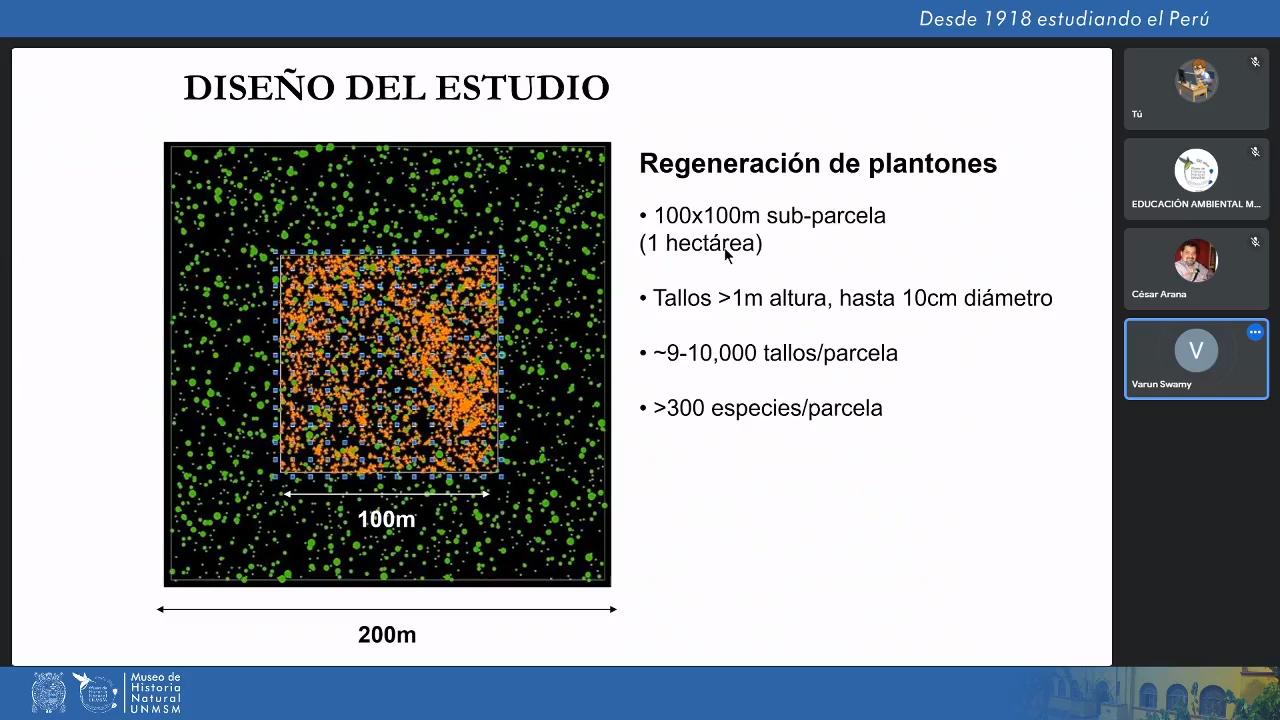 Desde 1918 estudiando el Perú
DISEÑO DEL ESTUDIO
Regeneración de plantones
• 100x100m sub-parcela
(1 hectárea)
• Tallos >1m altura, hasta 10cm diámetro
• ~9-10,000 tallos/parcela
• >300 especies/parcela
100m
200m
Tú
EDUCACIÓN AMBIENTAL M...
César Arana
V
Varun Swamy
Museo de
Historia
Natural
UNMSM